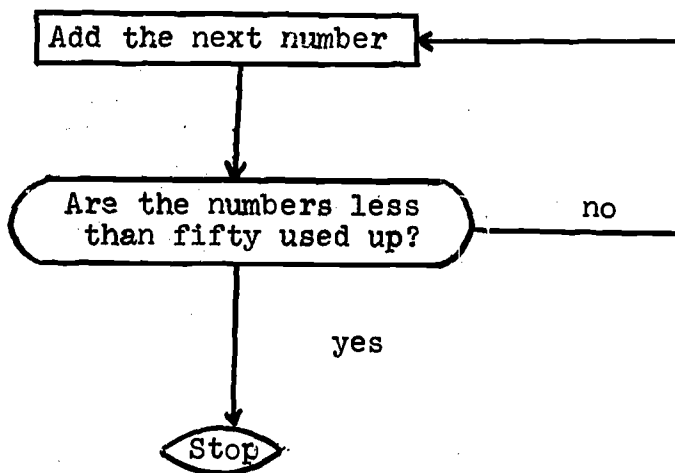 Add the next number
Are the numbers less
than fifty used up?
no
yes
Stop